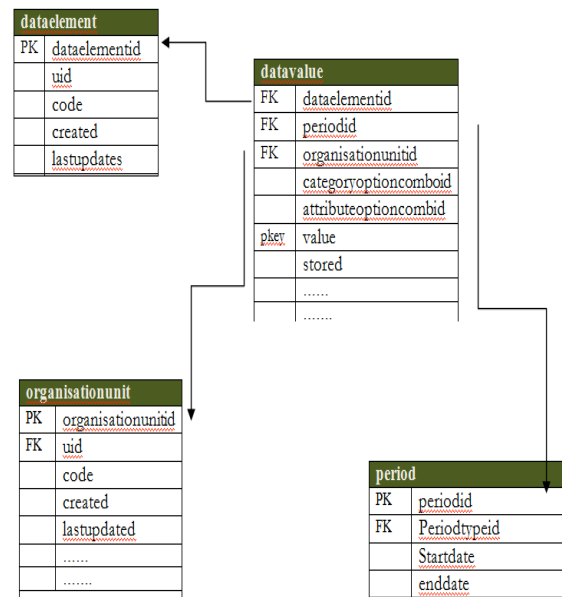 dataelement
PK dataelementid
uid
code
created
lastupdates
datavalue
FK dataelementid
FK periodid
FK organisationunitid
categoryoptioncomboid
attributeoptioncombid
pkey value
stored
......
.......
organisationunit
PK organisationunitid
FK uid
code
created
lastupdated
......
.......
period
PK periodid
FK Periodtypeid
Startdate
enddate